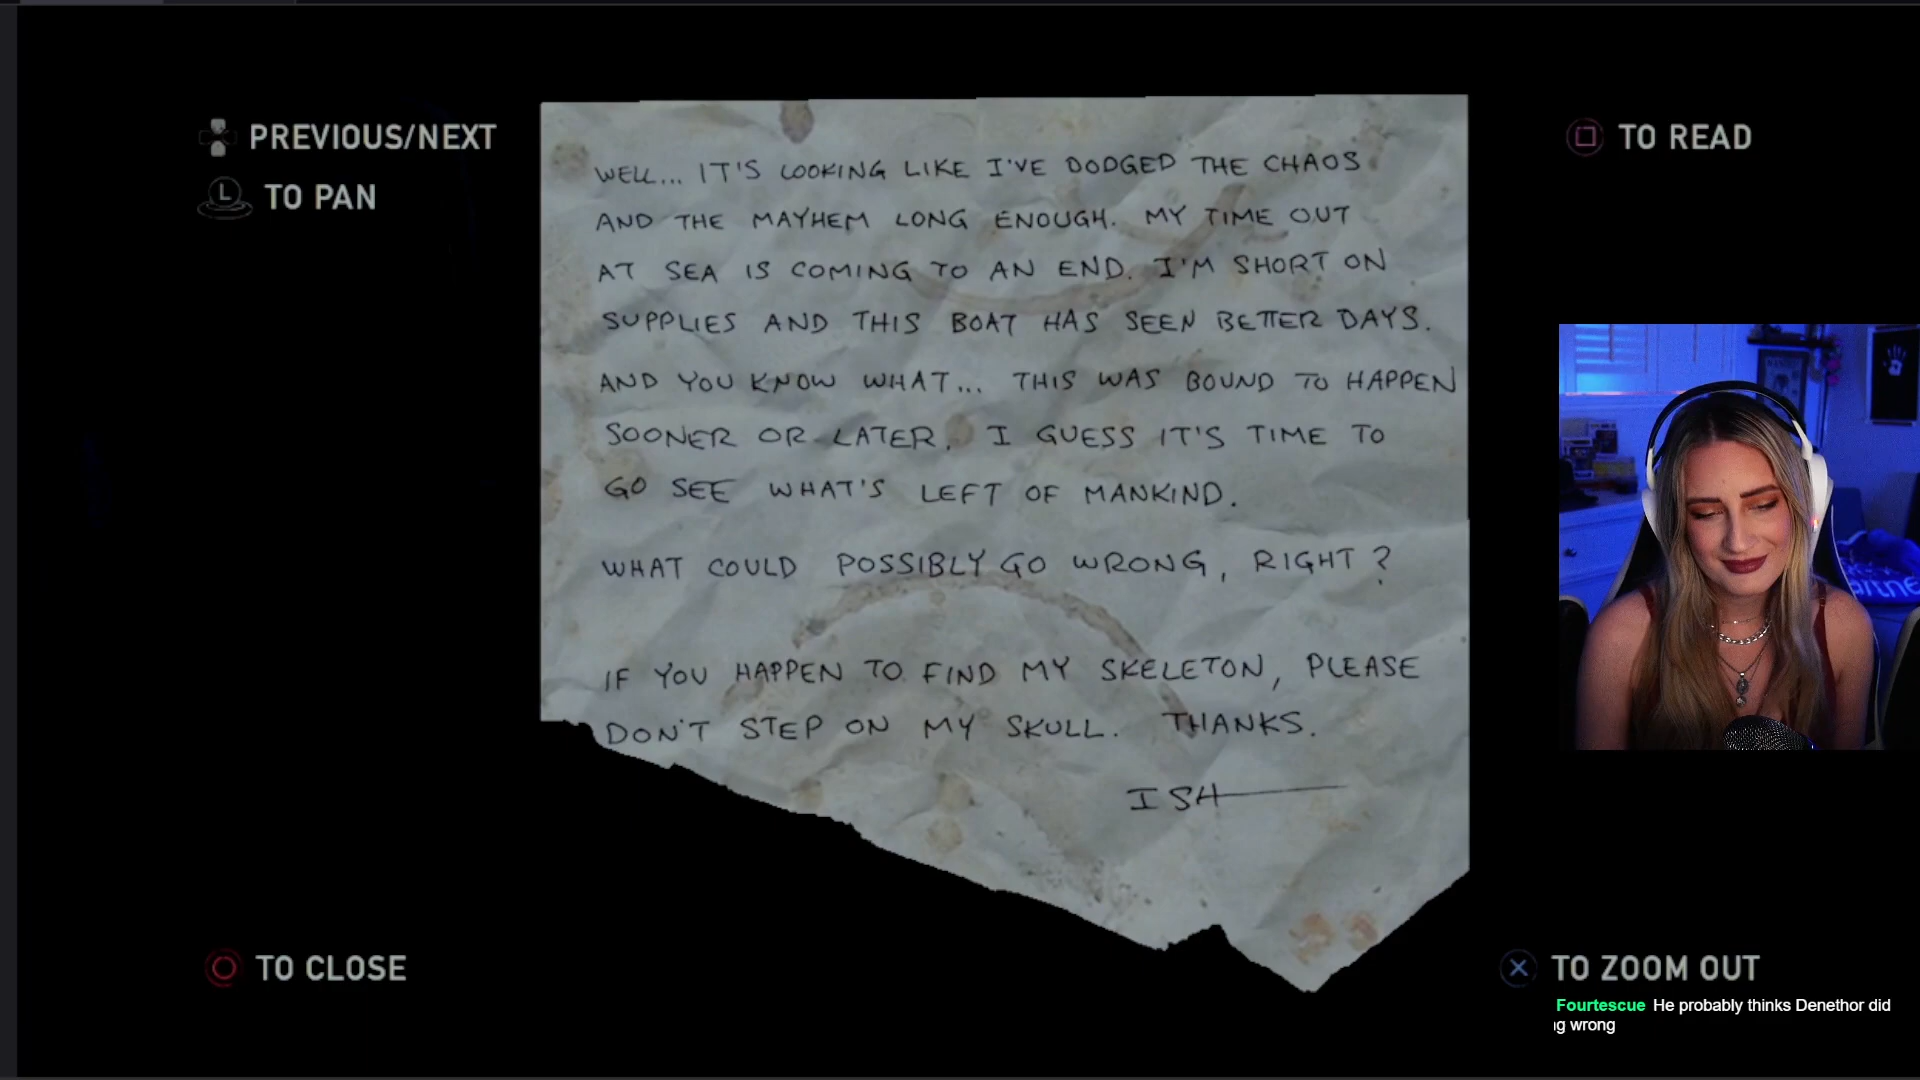 PREVIOUS/NEXT
L TO PAN
TO READ
WELL... IT'S LOOKING LIKE I'VE DODGED THE CHAOS
AND THE MAYHEM LONG ENOUGH. MY TIME OUT
AT SEA IS COMING TO AN END. I'M SHORT ON
SUPPLIES AND THIS BOAT HAS SEEN BETTER DAYS.
AND YOU KNOW WHAT... THIS WAS BOUND TO HAPPEN
SOONER OR LATER. I GUESS IT'S TIME TO
GO SEE WHAT'S LEFT OF MANKIND.
WHAT COULD POSSIBLY GO WRONG, RIGHT?
IF YOU HAPPEN TO FIND MY SKELETON, PLEASE
DON'T STEP ON MY SKULL. THANKS.
ISH
TO CLOSE
TO ZOOM OUT
Fourtescue He probably thinks Denethor did
wrong